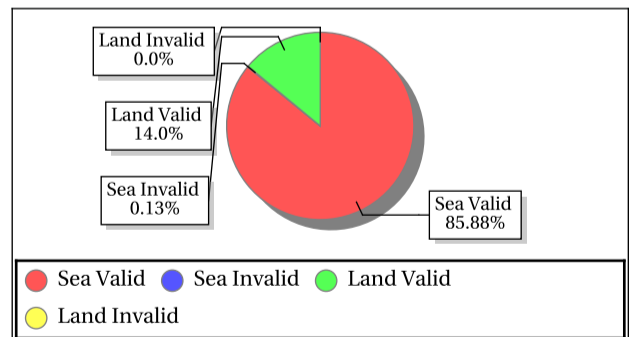 Land Invalid
0.0%
Land Valid
14.0%
Sea Invalid
0.13%
Sea Valid
85.88%
Sea Valid Sea Invalid Land Valid
Land Invalid